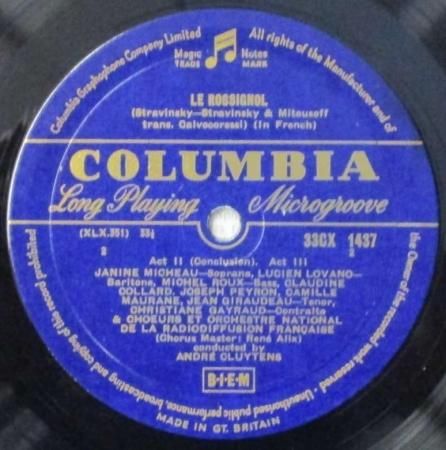 Columbia Graphophone Company Limited
All rights of the Manufacturer and of the Owner of the recorded work reserved - Unauthorised public performance, broadcasting and copying of this record prohibited
Magic Notes
TRADE MARK
LE ROSSIGNOL
(Stravinsky—Stravinsky & Mitousoff
trans. Calvocoressi) (In French)
COLUMBIA
Long Playing Microgroove
(XLX.351) 33⅓ 33CX 1437
2 2
Act II (Conclusion). Act III
JANINE MICHEAU—Soprano, LUCIEN LOVANO—
Baritone, MICHEL ROUX—Bass, CLAUDINE
COLLARD, JOSEPH PEYRON, CAMILLE
MAURANE, JEAN GIRAUDEAU—Tenor,
CHRISTIANE GAYRAUD—Contralto
& CHOEURS ET ORCHESTRE NATIONAL
DE LA RADIODIFFUSION FRANÇAISE
(Chorus Master: René Alix)
conducted by
ANDRÉ CLUYTENS
B·I·E·M
MADE IN GT. BRITAIN